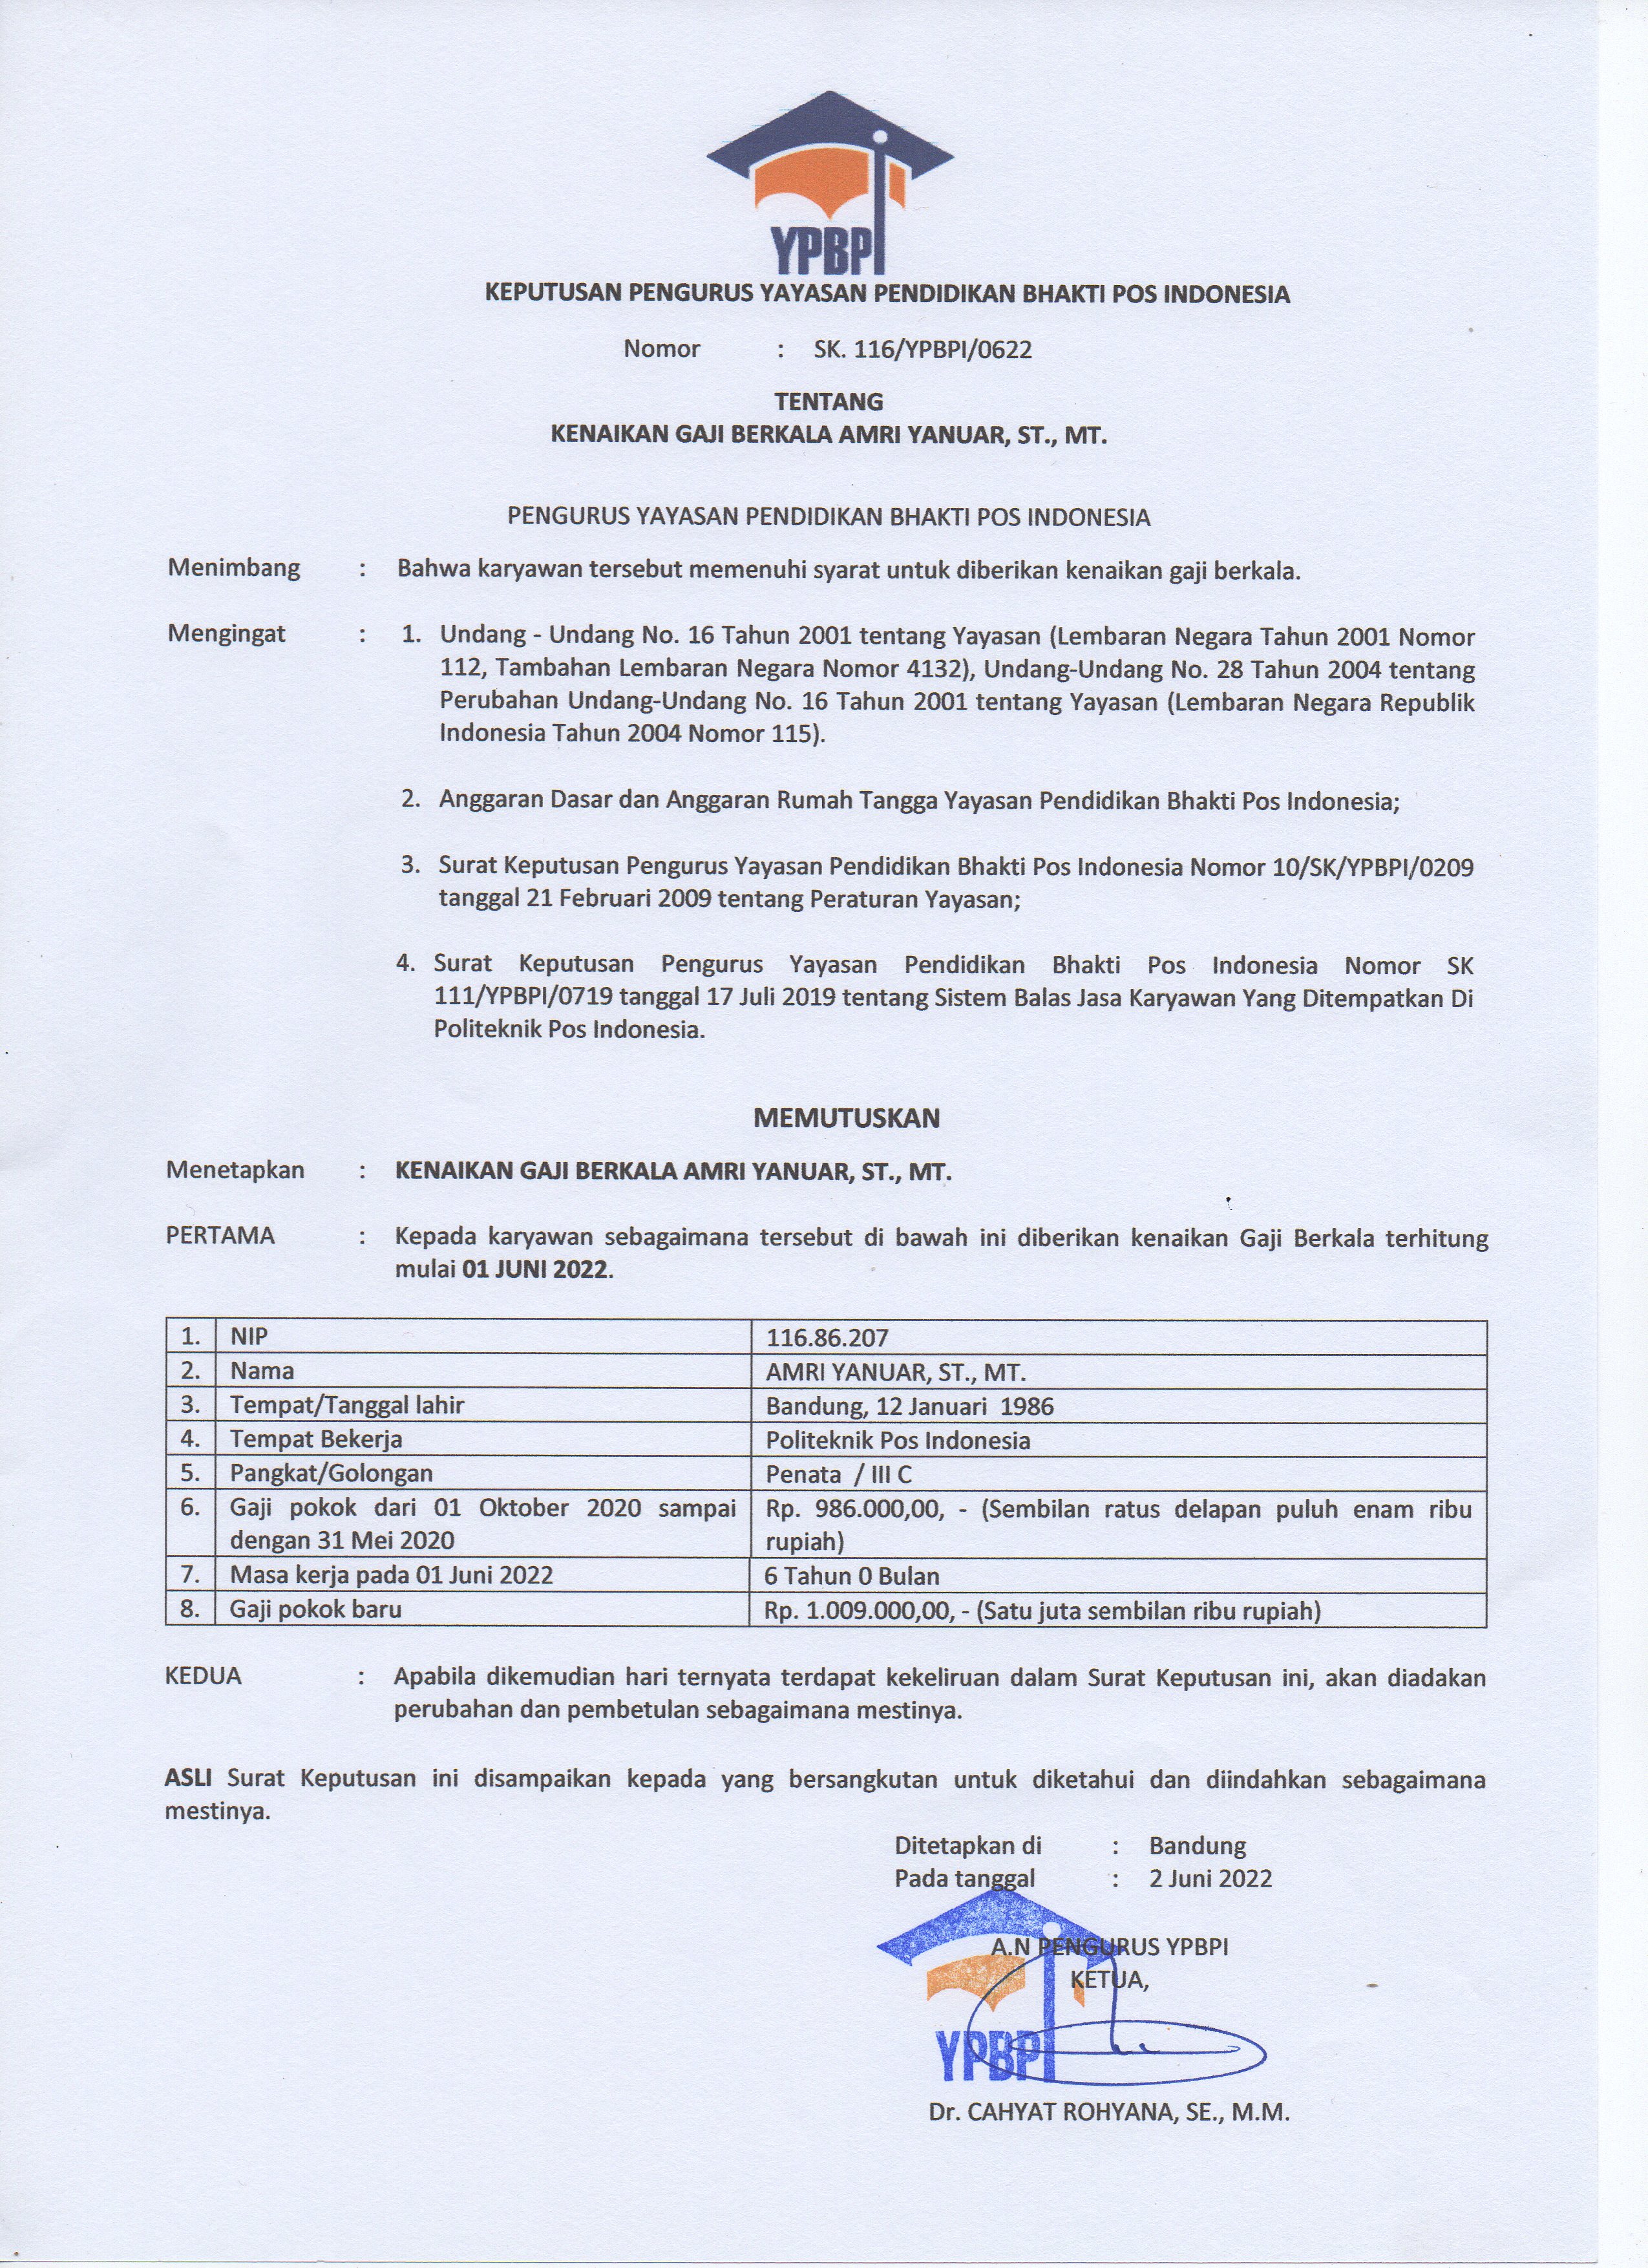 YPBPI
KEPUTUSAN PENGURUS YAYASAN PENDIDIKAN BHAKTI POS INDONESIA
Nomor : SK. 116/YPBPI/0622
TENTANG
KENAIKAN GAJI BERKALA AMRI YANUAR, ST., MT.
PENGURUS YAYASAN PENDIDIKAN BHAKTI POS INDONESIA
Menimbang : Bahwa karyawan tersebut memenuhi syarat untuk diberikan kenaikan gaji berkala.
Mengingat : 1. Undang - Undang No. 16 Tahun 2001 tentang Yayasan (Lembaran Negara Tahun 2001 Nomor
112, Tambahan Lembaran Negara Nomor 4132), Undang-Undang No. 28 Tahun 2004 tentang
Perubahan Undang-Undang No. 16 Tahun 2001 tentang Yayasan (Lembaran Negara Republik
Indonesia Tahun 2004 Nomor 115).
2. Anggaran Dasar dan Anggaran Rumah Tangga Yayasan Pendidikan Bhakti Pos Indonesia;
3. Surat Keputusan Pengurus Yayasan Pendidikan Bhakti Pos Indonesia Nomor 10/SK/YPBPI/0209
tanggal 21 Februari 2009 tentang Peraturan Yayasan;
4. Surat Keputusan Pengurus Yayasan Pendidikan Bhakti Pos Indonesia Nomor SK
111/YPBPI/0719 tanggal 17 Juli 2019 tentang Sistem Balas Jasa Karyawan Yang Ditempatkan Di
Politeknik Pos Indonesia.
MEMUTUSKAN
Menetapkan : KENAIKAN GAJI BERKALA AMRI YANUAR, ST., MT.
PERTAMA : Kepada karyawan sebagaimana tersebut di bawah ini diberikan kenaikan Gaji Berkala terhitung
mulai 01 JUNI 2022.
1. NIP 116.86.207
2. Nama AMRI YANUAR, ST., MT.
3. Tempat/Tanggal lahir Bandung, 12 Januari 1986
4. Tempat Bekerja Politeknik Pos Indonesia
5. Pangkat/Golongan Penata / III C
6. Gaji pokok dari 01 Oktober 2020 sampai Rp. 986.000,00, - (Sembilan ratus delapan puluh enam ribu
dengan 31 Mei 2020 rupiah)
7. Masa kerja pada 01 Juni 2022 6 Tahun 0 Bulan
8. Gaji pokok baru Rp. 1.009.000,00, - (Satu juta sembilan ribu rupiah)
KEDUA : Apabila dikemudian hari ternyata terdapat kekeliruan dalam Surat Keputusan ini, akan diadakan
perubahan dan pembetulan sebagaimana mestinya.
ASLI Surat Keputusan ini disampaikan kepada yang bersangkutan untuk diketahui dan diindahkan sebagaimana
mestinya.
Ditetapkan di : Bandung
Pada tanggal : 2 Juni 2022
A.N PENGURUS YPBPI
KETUA,
YPBPI
Dr. CAHYAT ROHYANA, SE., M.M.